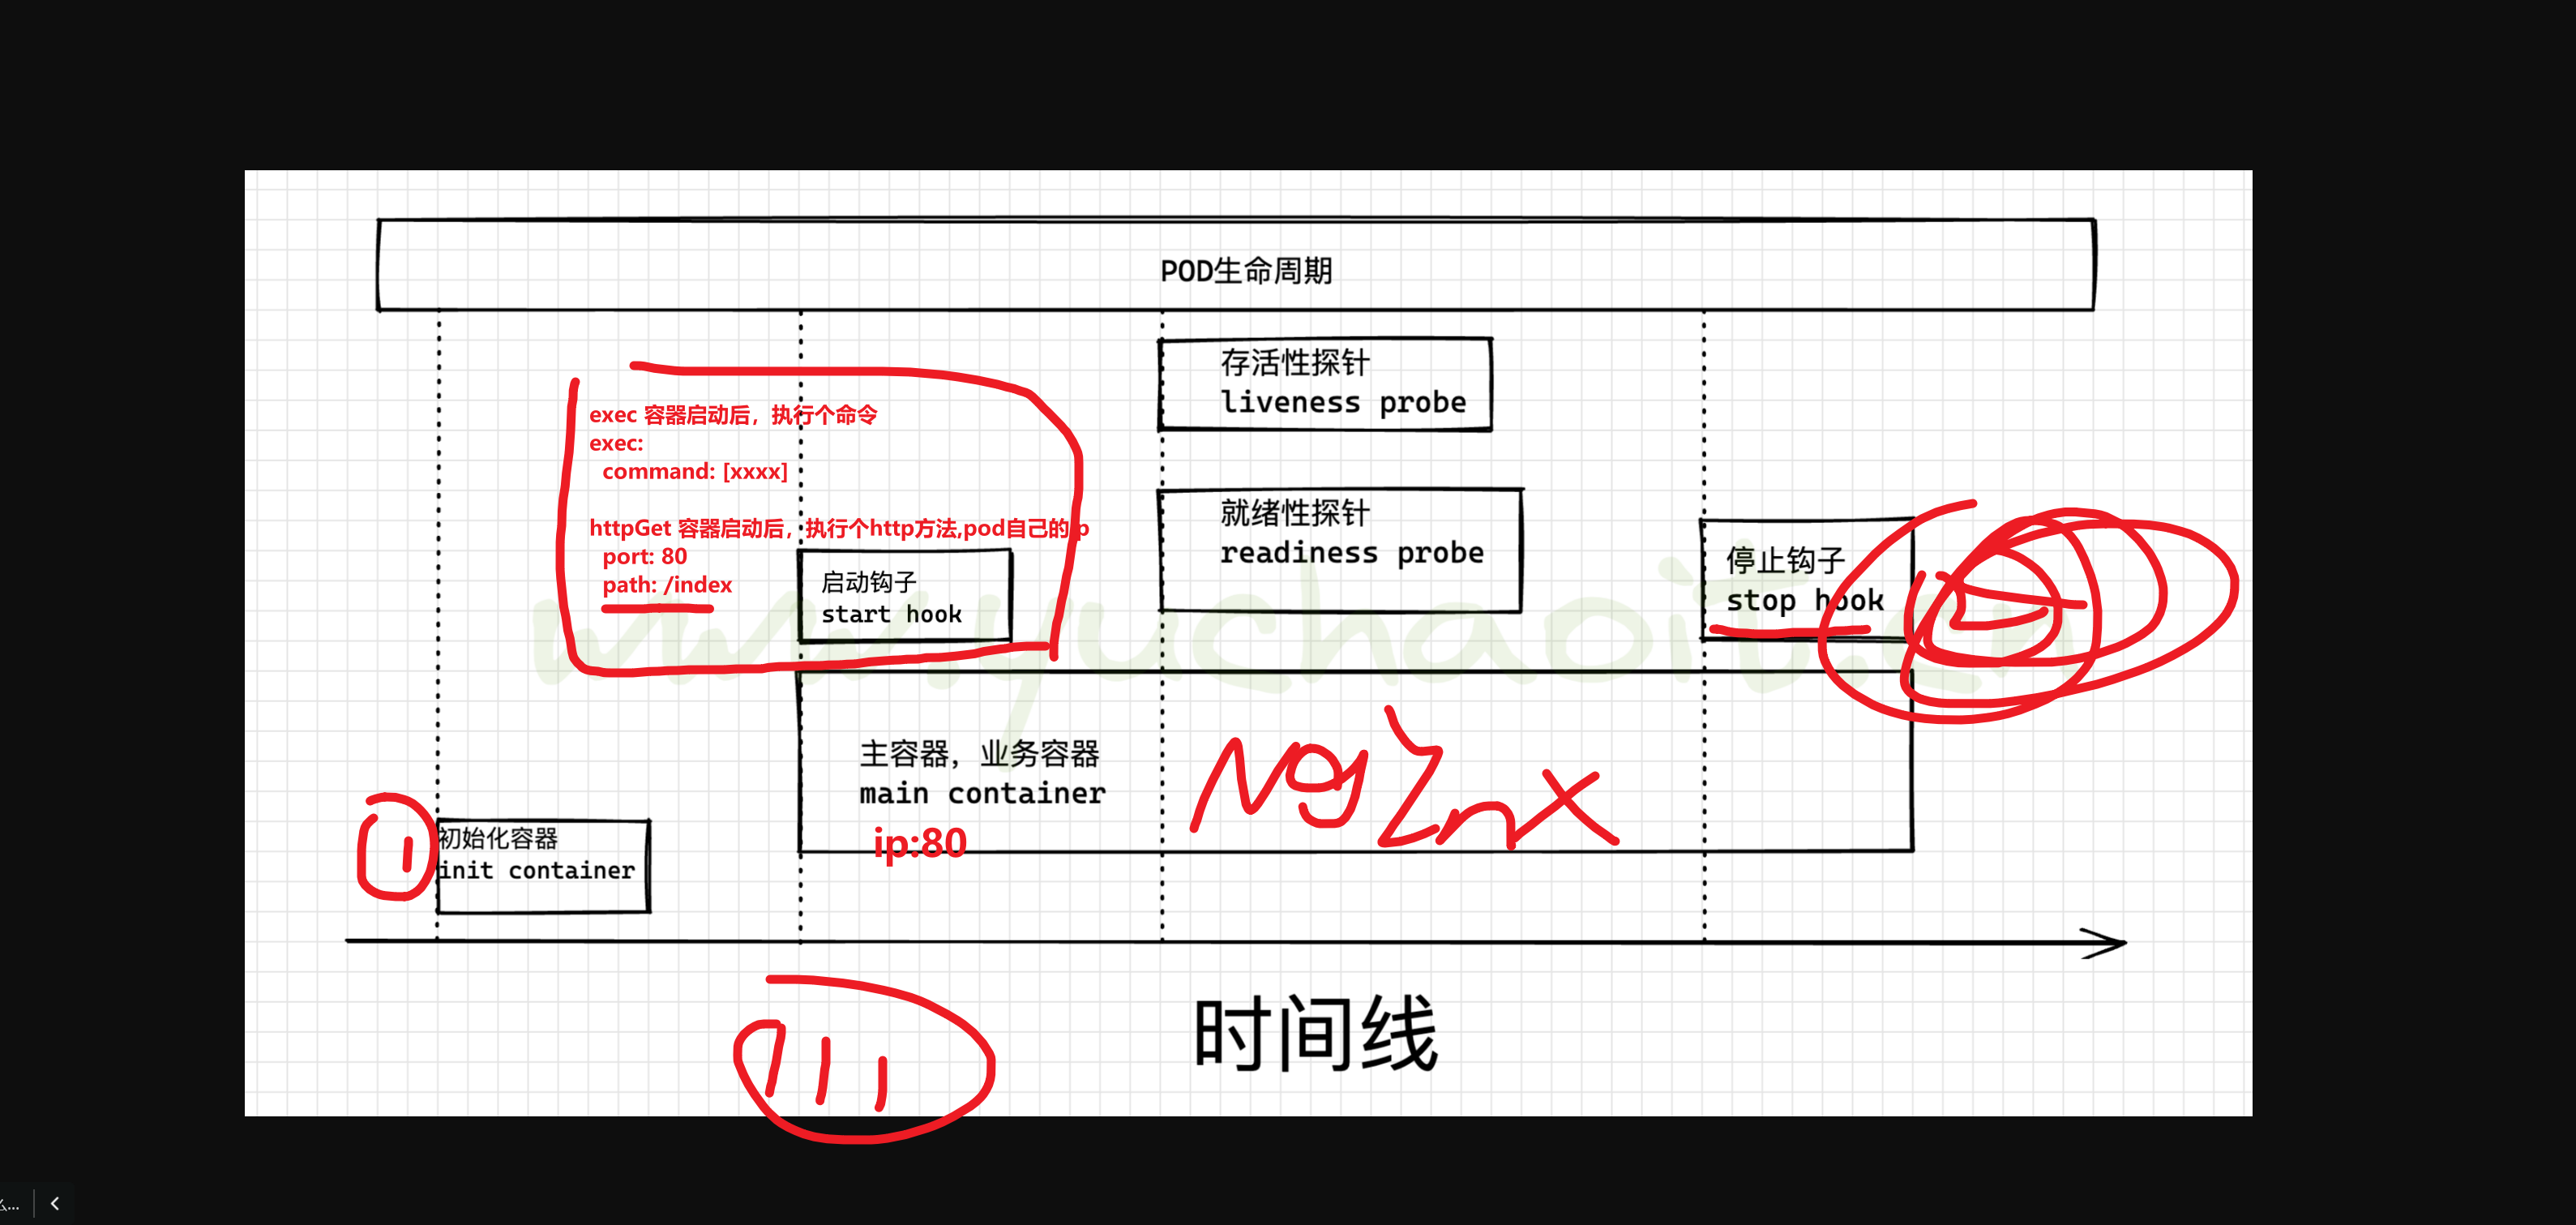 POD生命周期
存活性探针
liveness probe
exec 容器启动后，执行个命令
exec:
command: [xxxx]
就绪性探针
readiness probe
httpGet 容器启动后，执行个http方法,pod自己的ip
port: 80
path: /index
启动钩子
start hook
停止钩子
stop hook
www.yuchaoit.cn
主容器，业务容器
main container
ip:80
NgInx
初始化容器
init container
时间线